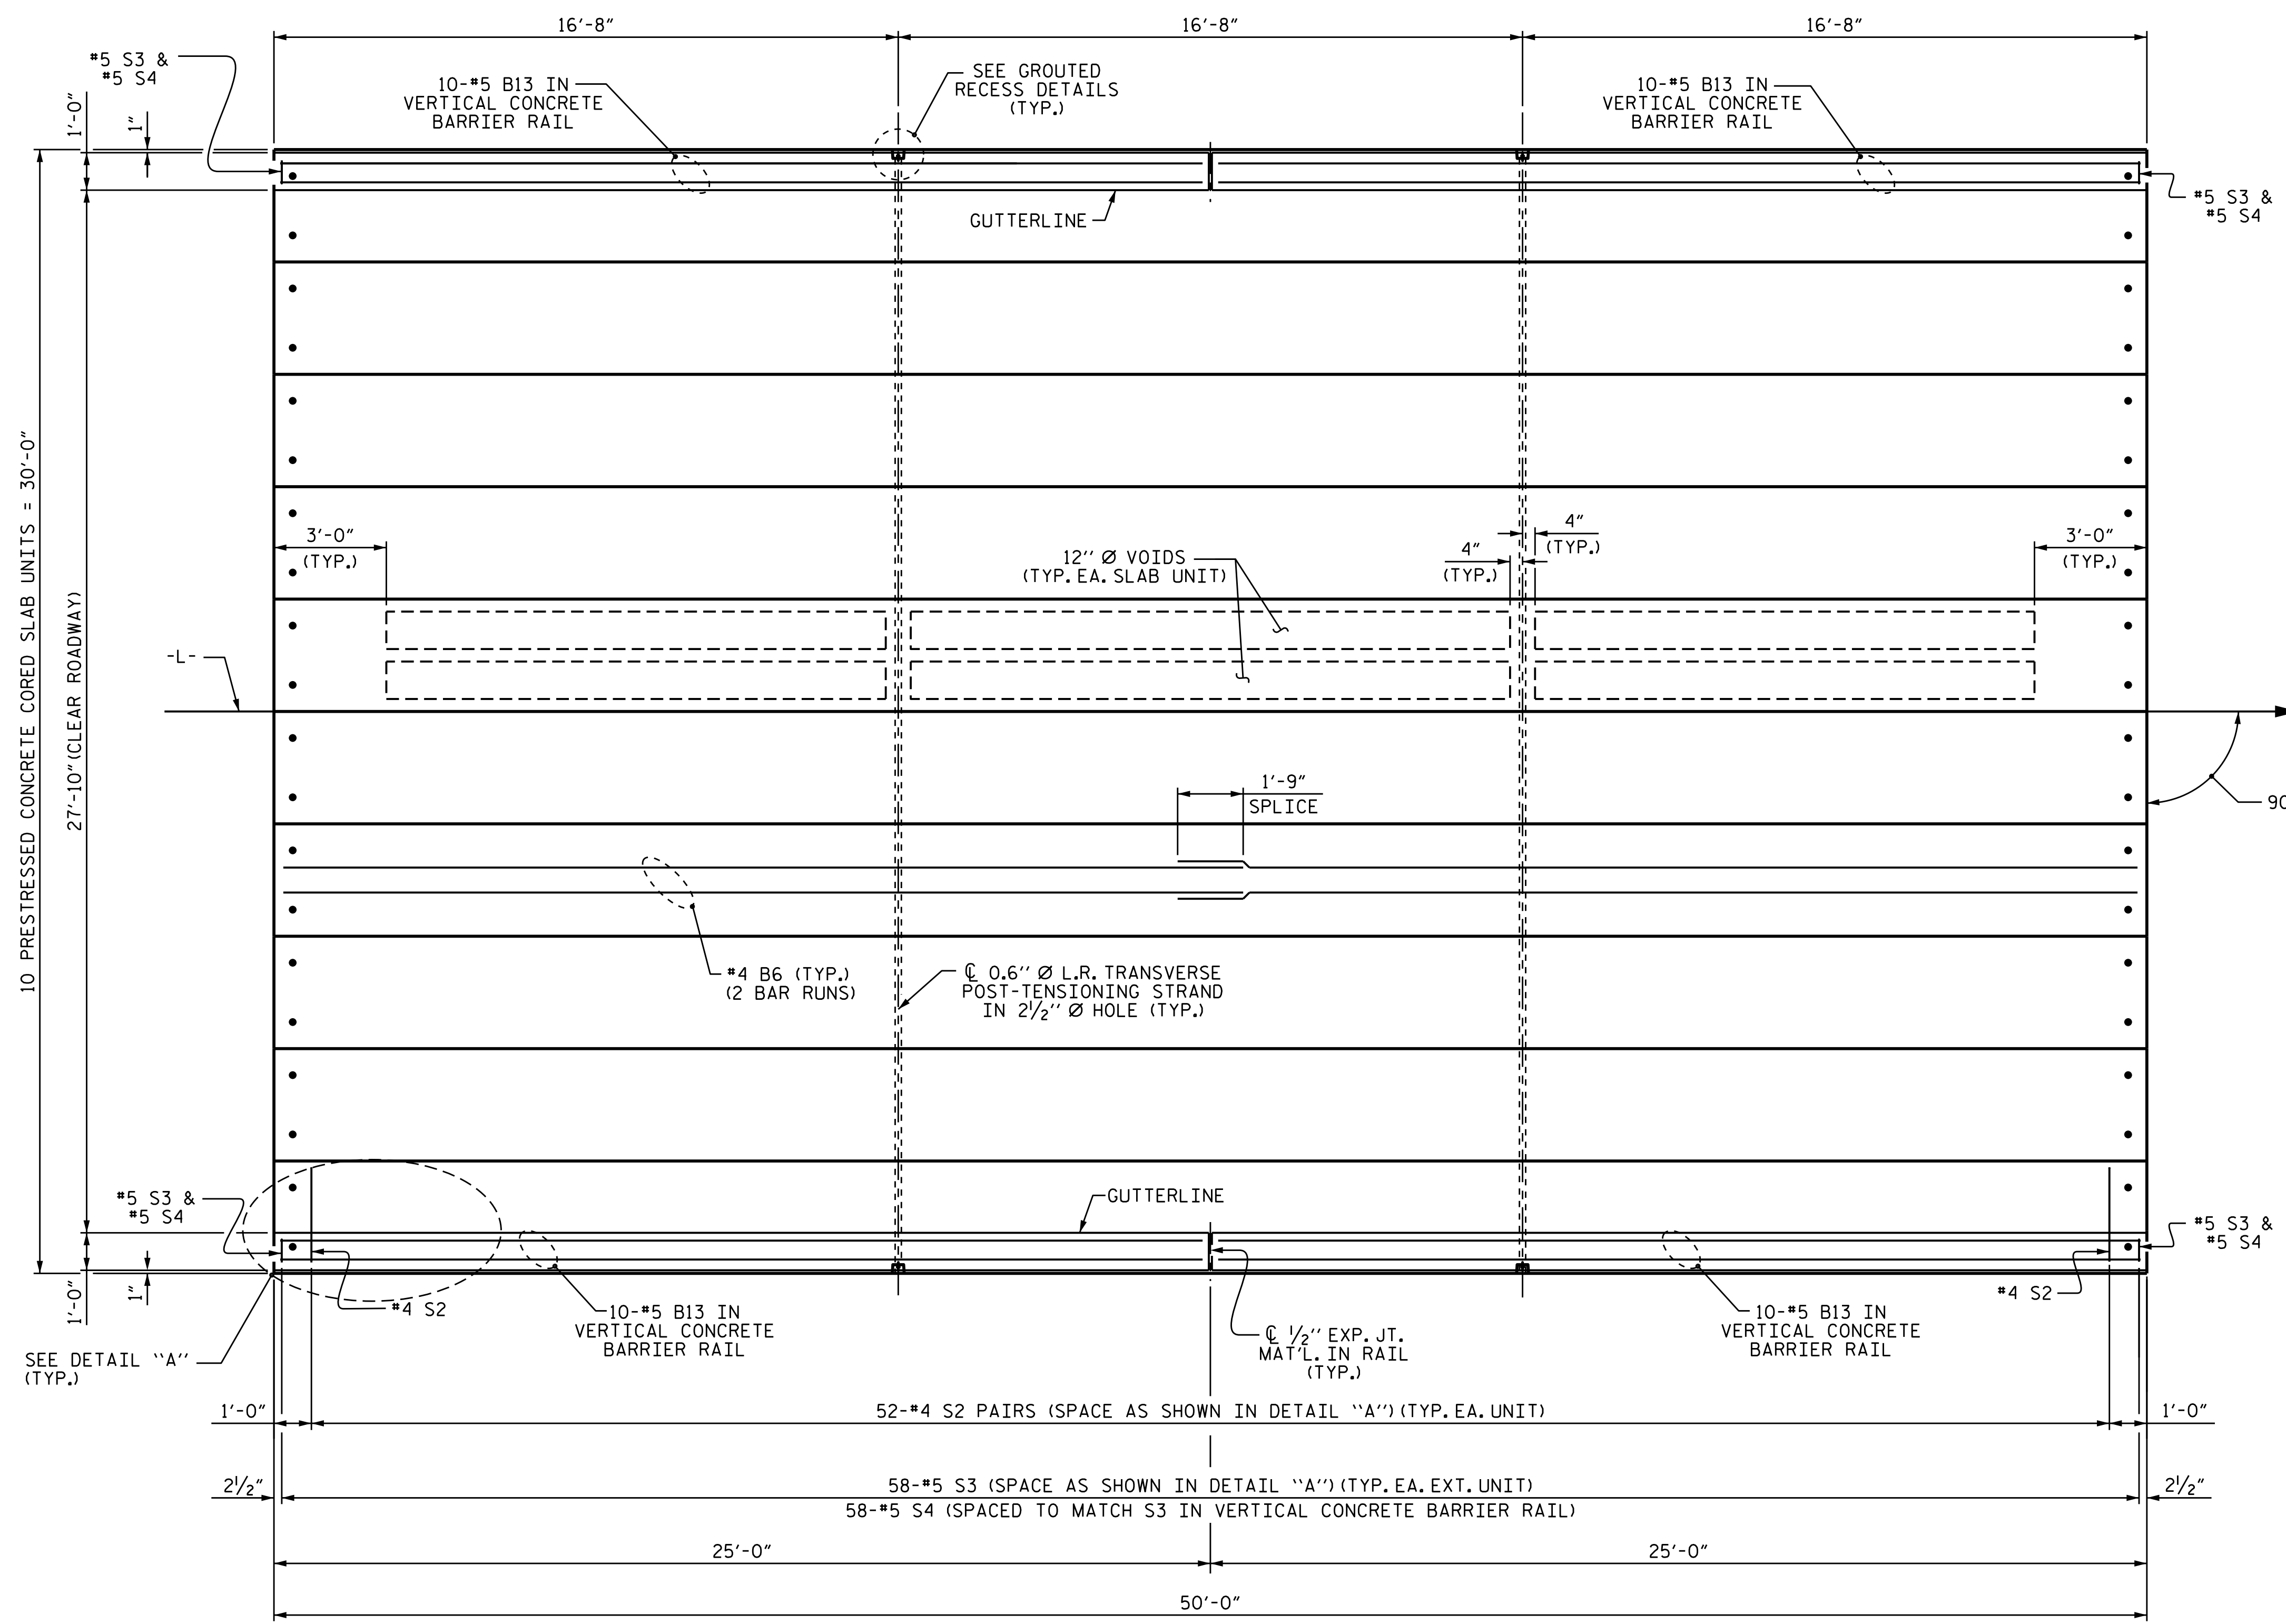 16'-8"
16'-8"
16'-8"
#5 S3 &
#5 S4
10-#5 B13 IN
VERTICAL CONCRETE
BARRIER RAIL
SEE GROUTED
RECESS DETAILS
(TYP.)
10-#5 B13 IN
VERTICAL CONCRETE
BARRIER RAIL
1'-0"
1"
#5 S3 &
#5 S4
GUTTERLINE
10 PRESTRESSED CONCRETE CORED SLAB UNITS = 30'-0"
27'-10" (CLEAR ROADWAY)
3'-0"
(TYP.)
12'' Ø VOIDS
(TYP. EA. SLAB UNIT)
4"
(TYP.)
4"
(TYP.)
3'-0"
(TYP.)
-L-
1'-9"
SPLICE
90
#4 B6 (TYP.)
(2 BAR RUNS)
℄ 0.6'' Ø L.R. TRANSVERSE
POST-TENSIONING STRAND
IN 2½'' Ø HOLE (TYP.)
#5 S3 &
#5 S4
GUTTERLINE
#5 S3 &
#5 S4
1'-0"
1"
#4 S2
10-#5 B13 IN
VERTICAL CONCRETE
BARRIER RAIL
℄ ½'' EXP. JT.
MAT'L. IN RAIL
(TYP.)
10-#5 B13 IN
VERTICAL CONCRETE
BARRIER RAIL
#4 S2
SEE DETAIL ``A''
(TYP.)
1'-0"
52-#4 S2 PAIRS (SPACE AS SHOWN IN DETAIL ``A'') (TYP. EA. UNIT)
1'-0"
2½"
58-#5 S3 (SPACE AS SHOWN IN DETAIL ``A'') (TYP. EA. EXT. UNIT)
58-#5 S4 (SPACED TO MATCH S3 IN VERTICAL CONCRETE BARRIER RAIL)
2½"
25'-0"
25'-0"
50'-0"